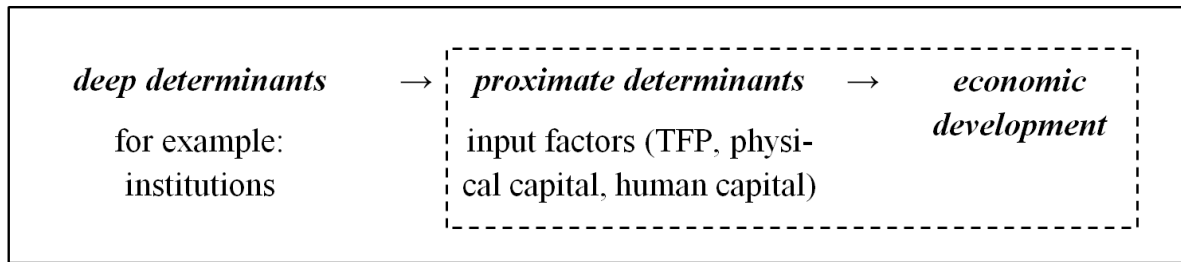 deep determinants → proximate determinants → economic
development
for example:
institutions
input factors (TFP, physi-
cal capital, human capital)